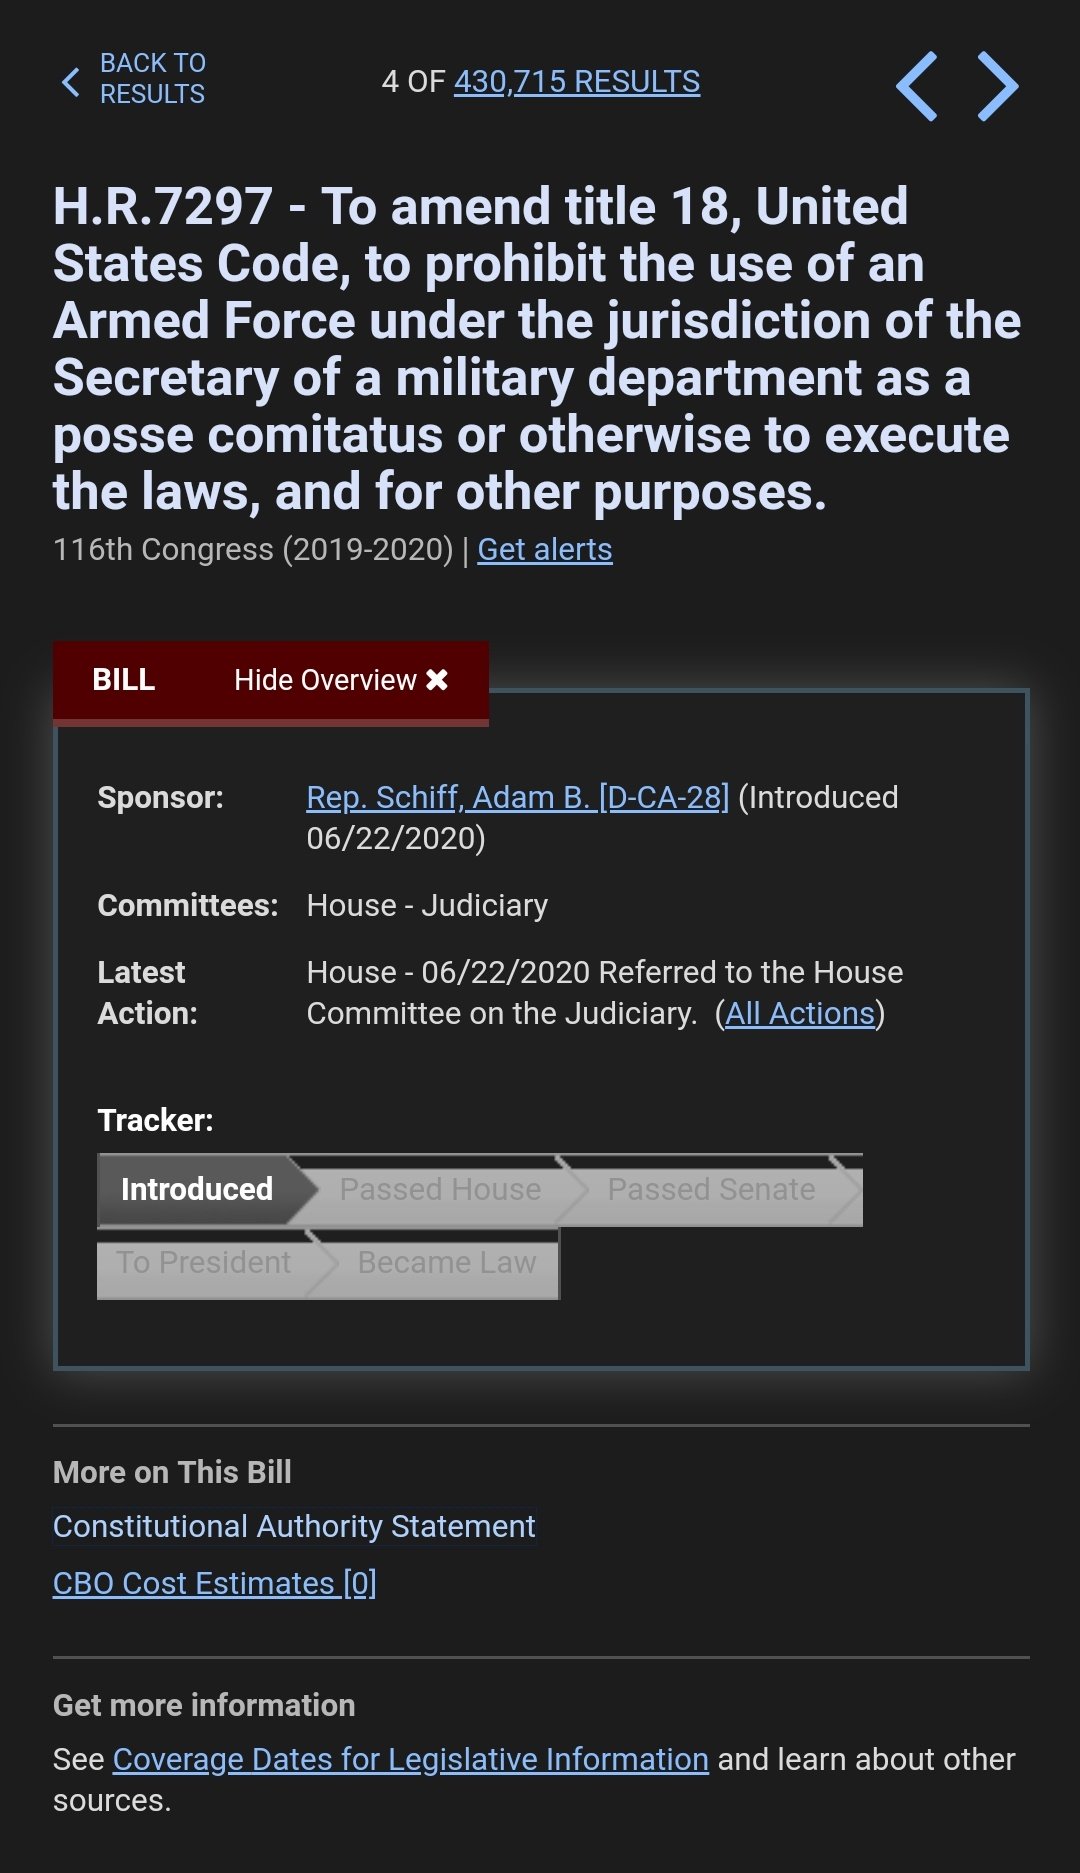 BACK TO
RESULTS
4 OF 430,715 RESULTS
H.R.7297 - To amend title 18, United
States Code, to prohibit the use of an
Armed Force under the jurisdiction of the
Secretary of a military department as a
posse comitatus or otherwise to execute
the laws, and for other purposes.
116th Congress (2019-2020) | Get alerts
BILL Hide Overview ✖
Sponsor: Rep. Schiff, Adam B. [D-CA-28] (Introduced
06/22/2020)
Committees: House - Judiciary
Latest House - 06/22/2020 Referred to the House
Action: Committee on the Judiciary. (All Actions)
Tracker:
Introduced Passed House Passed Senate
To President Became Law
More on This Bill
Constitutional Authority Statement
CBO Cost Estimates [0]
Get more information
See Coverage Dates for Legislative Information and learn about other
sources.